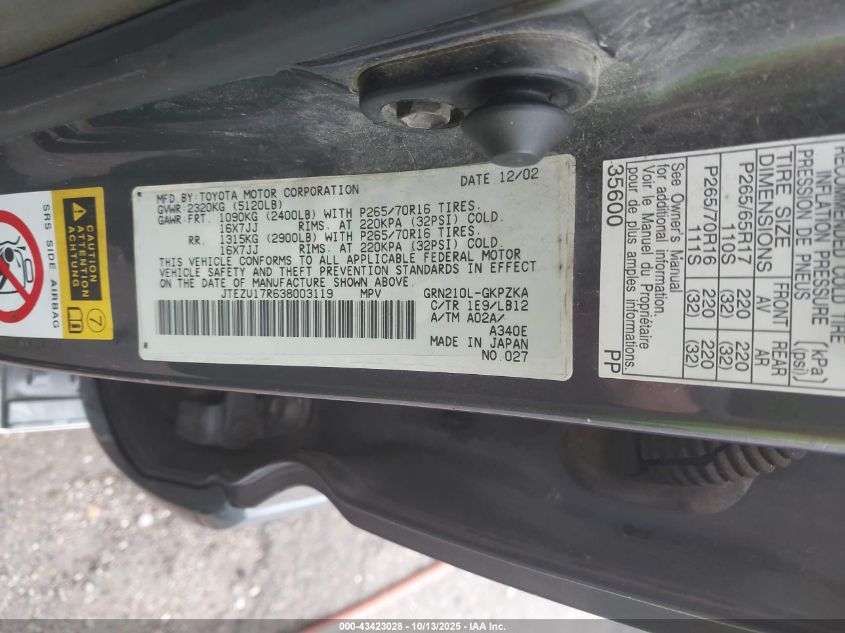 SRS SIDE AIRBAG
CAUTION
ACHTUNG
7
MFD.BY:TOYOTA MOTOR CORPORATION DATE 12/02
GVWR 2320KG (5120LB)
GAWR:FRT. 1090KG (2400LB) WITH P265/70R16 TIRES.
16X7JJ RIMS. AT 220KPA (32PSI) COLD.
RR. 1315KG (2900LB) WITH P265/70R16 TIRES.
16X7JJ RIMS. AT 220KPA (32PSI) COLD.
THIS VEHICLE CONFORMS TO ALL APPLICABLE FEDERAL MOTOR
VEHICLE SAFETY AND THEFT PREVENTION STANDARDS IN EFFECT
ON THE DATE OF MANUFACTURE SHOWN ABOVE.
JTEZU17R638003119 MPV GRN210L-GKPZKA
C/TR 1E9/LB12
A/TM A02A/
A340E
MADE IN JAPAN
NO.027
RECOMMENDED COLD TIRE
INFLATION PRESSURE (kPa)
PRESSION DE PNEUS (psi)
TIRE SIZE FRONT REAR
DIMENSIONS AV AR
P265/65R17 220 220
110S (32) (32)
P265/70R16 220 220
111S (32) (32)
See Owner's Manual
for more information.
Voir le Manuel du Propriétaire
pour plus de informations.
35600 PP
000-43423028 - 10/13/2025 - IAA Inc.